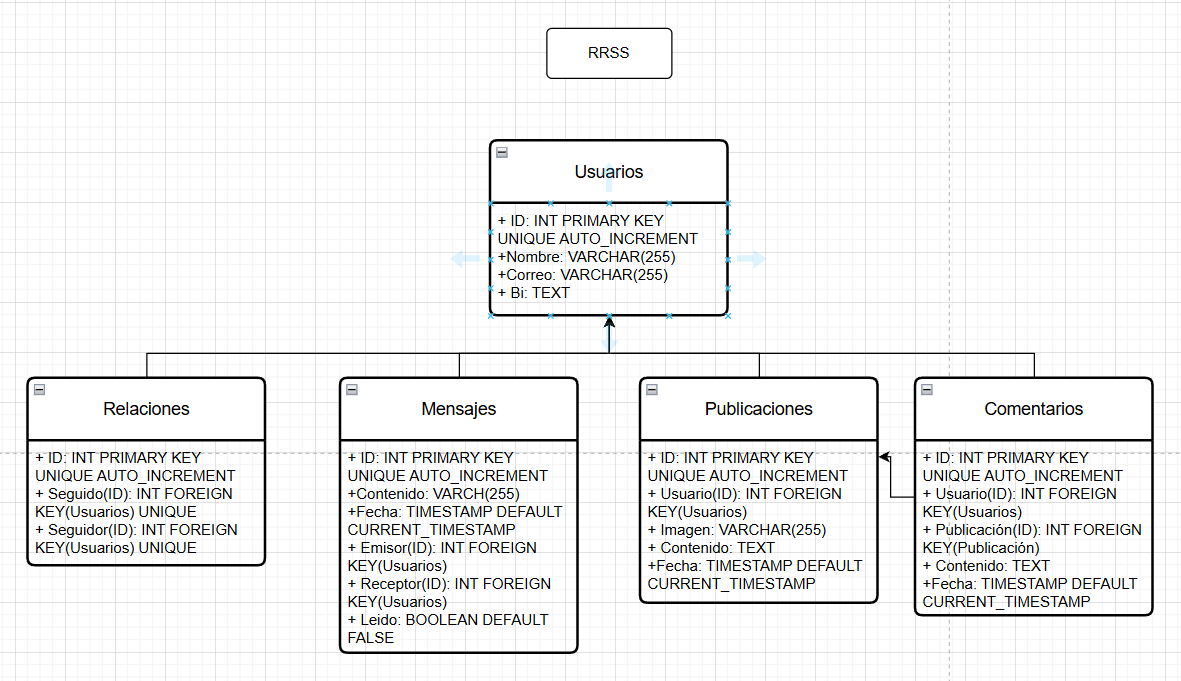 RRSS
Usuarios
+ ID: INT PRIMARY KEY
UNIQUE AUTO_INCREMENT
+Nombre: VARCHAR(255)
+Correo: VARCHAR(255)
+ Bi: TEXT
Relaciones
+ ID: INT PRIMARY KEY
UNIQUE AUTO_INCREMENT
+ Seguido(ID): INT FOREIGN
KEY(Usuarios) UNIQUE
+ Seguidor(ID): INT FOREIGN
KEY(Usuarios) UNIQUE
Mensajes
+ ID: INT PRIMARY KEY
UNIQUE AUTO_INCREMENT
+Contenido: VARCH(255)
+Fecha: TIMESTAMP DEFAULT
CURRENT_TIMESTAMP
+ Emisor(ID): INT FOREIGN
KEY(Usuarios)
+ Receptor(ID): INT FOREIGN
KEY(Usuarios)
+ Leido: BOOLEAN DEFAULT
FALSE
Publicaciones
+ ID: INT PRIMARY KEY
UNIQUE AUTO_INCREMENT
+ Usuario(ID): INT FOREIGN
KEY(Usuarios)
+ Imagen: VARCHAR(255)
+ Contenido: TEXT
+Fecha: TIMESTAMP DEFAULT
CURRENT_TIMESTAMP
Comentarios
+ ID: INT PRIMARY KEY
UNIQUE AUTO_INCREMENT
+ Usuario(ID): INT FOREIGN
KEY(Usuarios)
+ Publicación(ID): INT FOREIGN
KEY(Publicación)
+ Contenido: TEXT
+Fecha: TIMESTAMP DEFAULT
CURRENT_TIMESTAMP